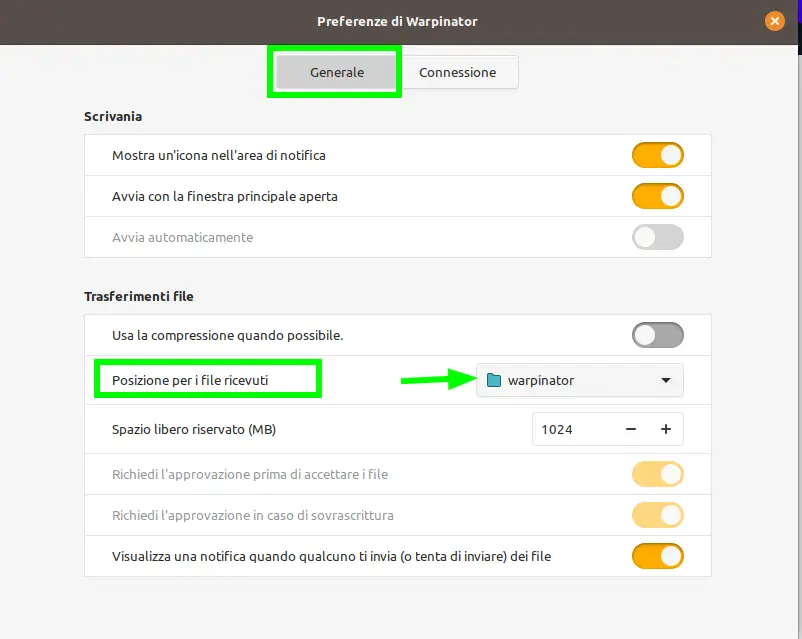 Preferenze di Warpinator
Generale
Connessione
Scrivania
Mostra un'icona nell'area di notifica
Avvia con la finestra principale aperta
Avvia automaticamente
Trasferimenti file
Usa la compressione quando possibile.
Posizione per i file ricevuti
warpinator
Spazio libero riservato (MB)
1024
Richiedi l'approvazione prima di accettare i file
Richiedi l'approvazione in caso di sovrascrittura
Visualizza una notifica quando qualcuno ti invia (o tenta di inviare) dei file